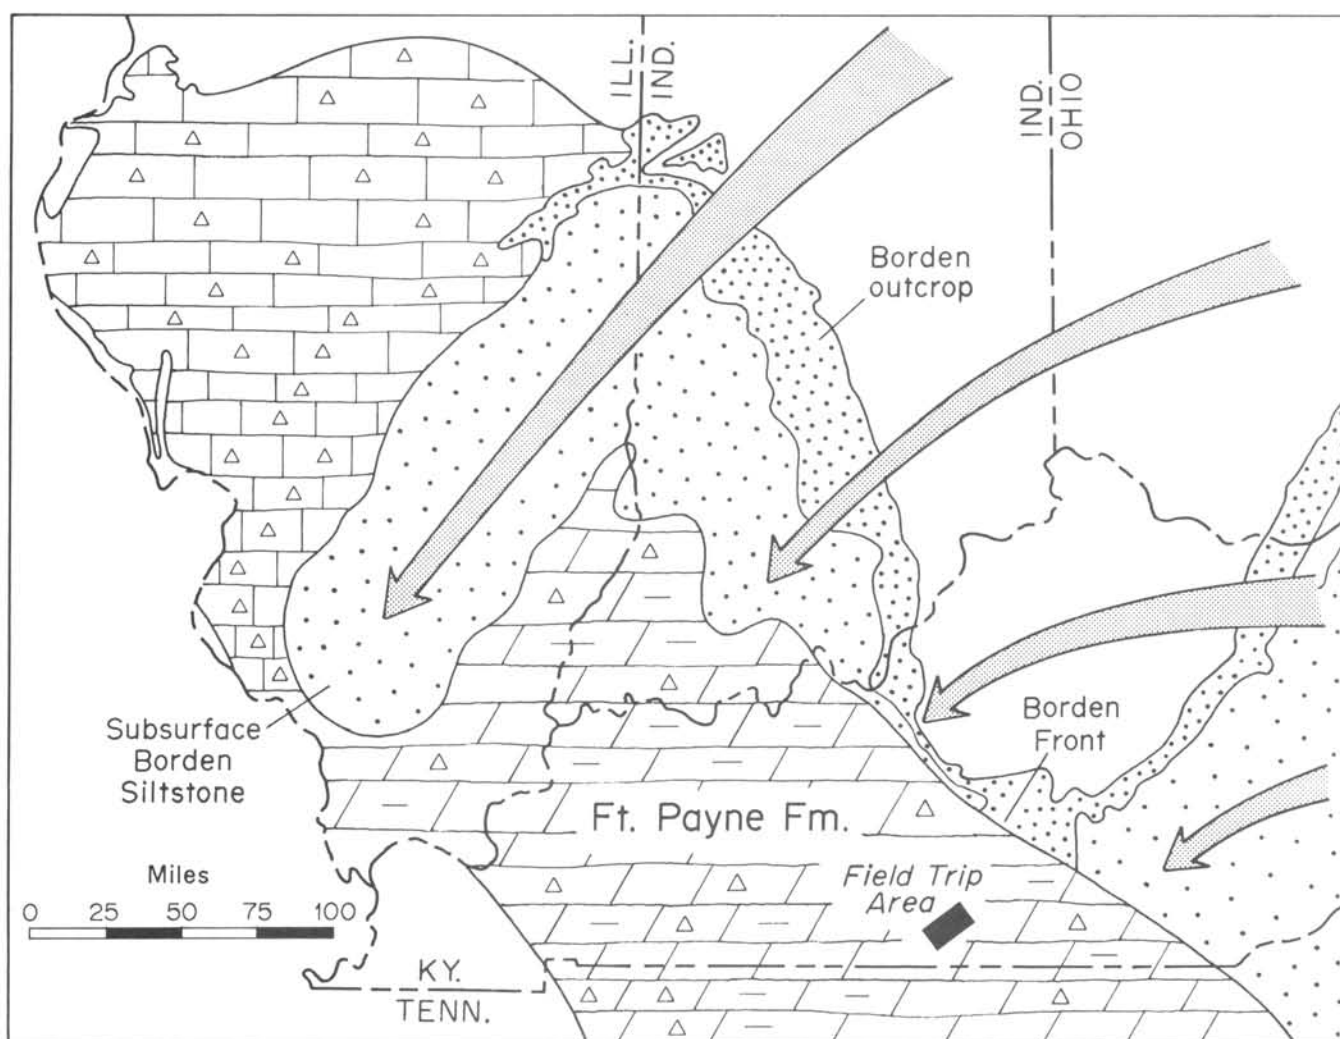 ILL.
IND.
IND.
OHIO
Borden
outcrop
Subsurface
Borden
Siltstone
Borden
Front
Ft. Payne Fm.
Field Trip
Area
Miles
0 25 50 75 100
KY.
TENN.